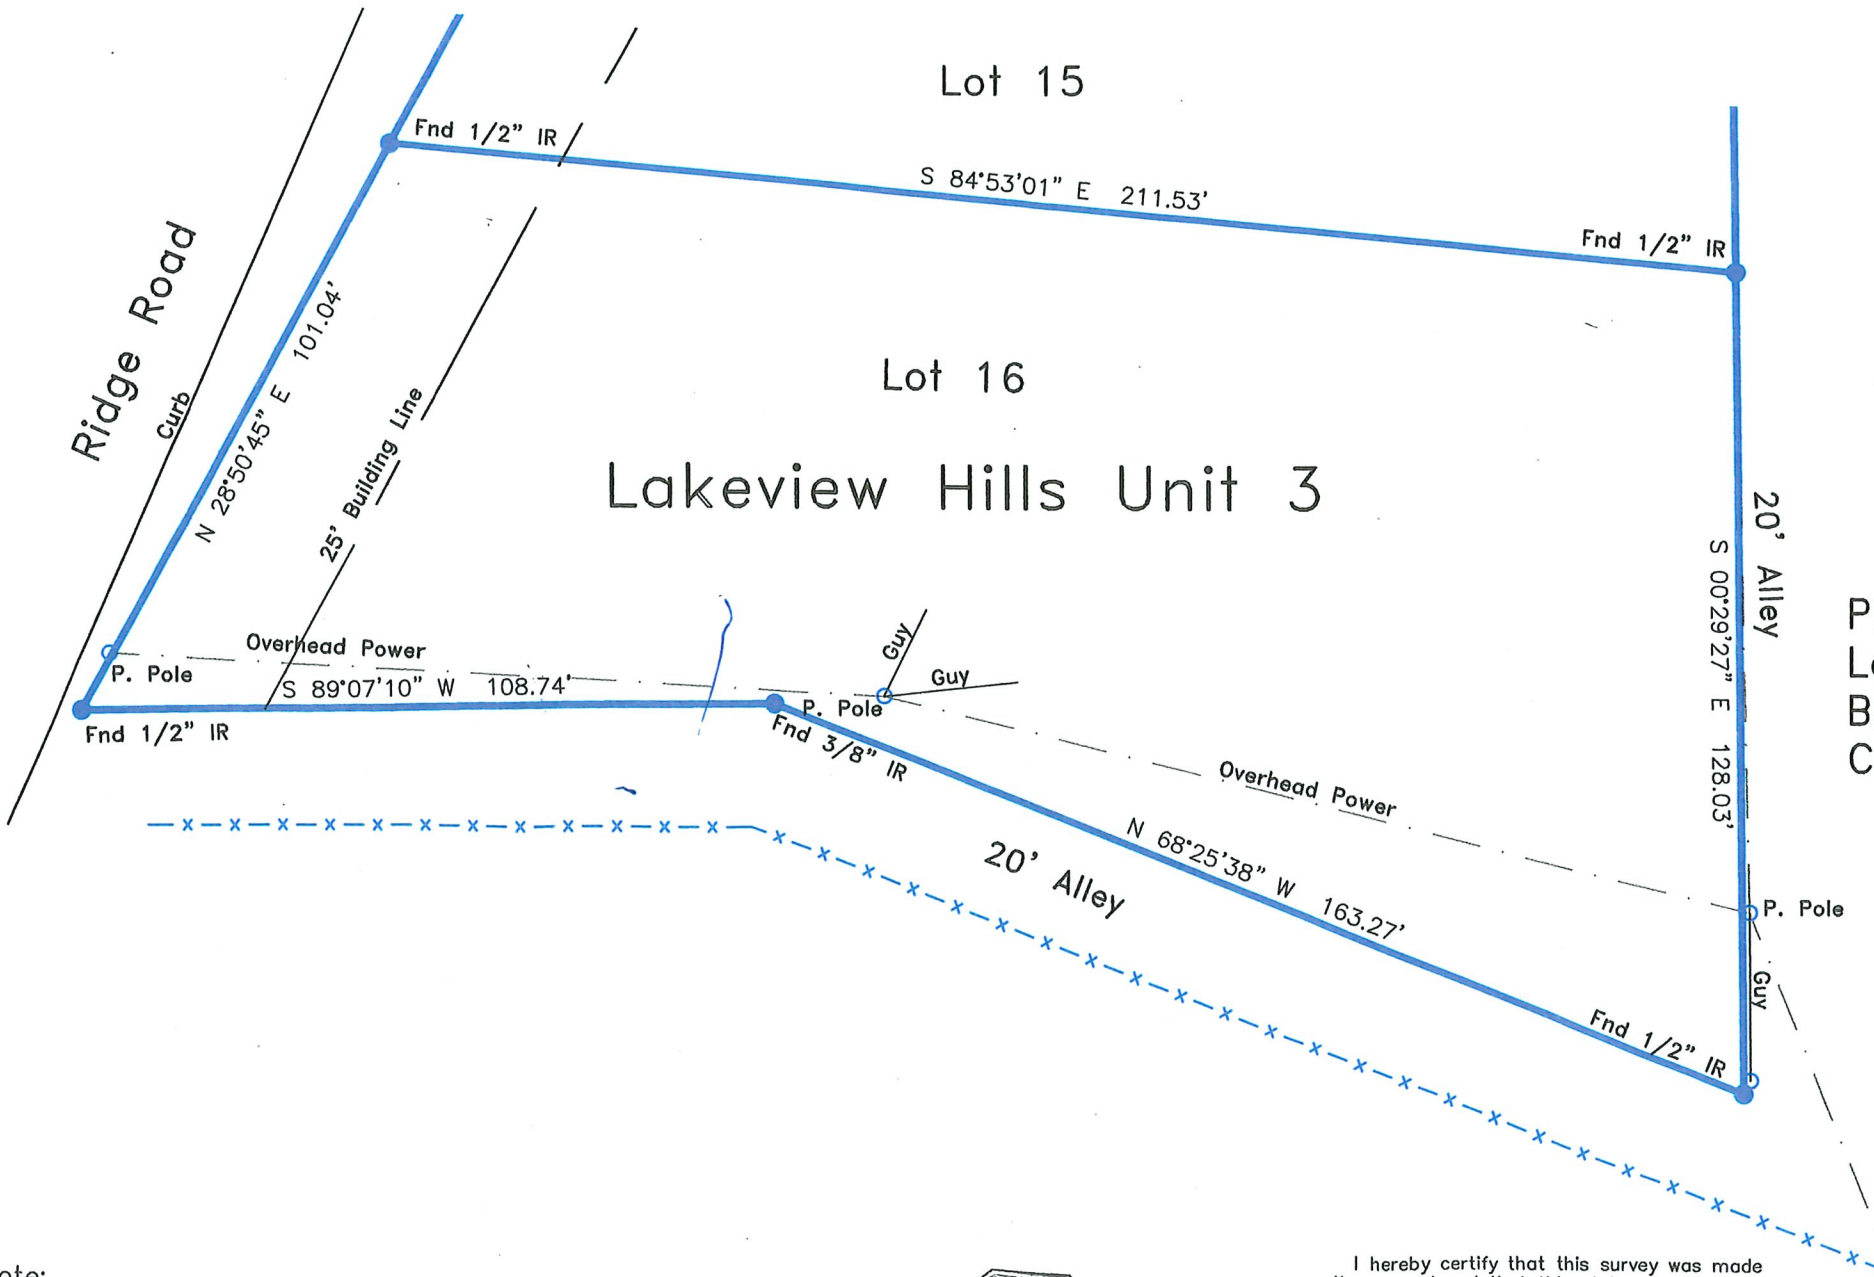 Lot 15
Fnd 1/2" IR
S 84°53'01" E 211.53'
Fnd 1/2" IR
Ridge Road
Curb
N 28°50'45" E 101.04'
25' Building Line
Lot 16
Lakeview Hills Unit 3
20' Alley
S 00°29'27" E 128.03'
P
B
C
Overhead Power
P. Pole
S 89°07'10" W 108.74'
Fnd 1/2" IR
Guy
Guy
P. Pole
Fnd 3/8" IR
Overhead Power
N 68°25'38" W 163.27'
20' Alley
P. Pole
Guy
Fnd 1/2" IR
I hereby certify that this survey was made